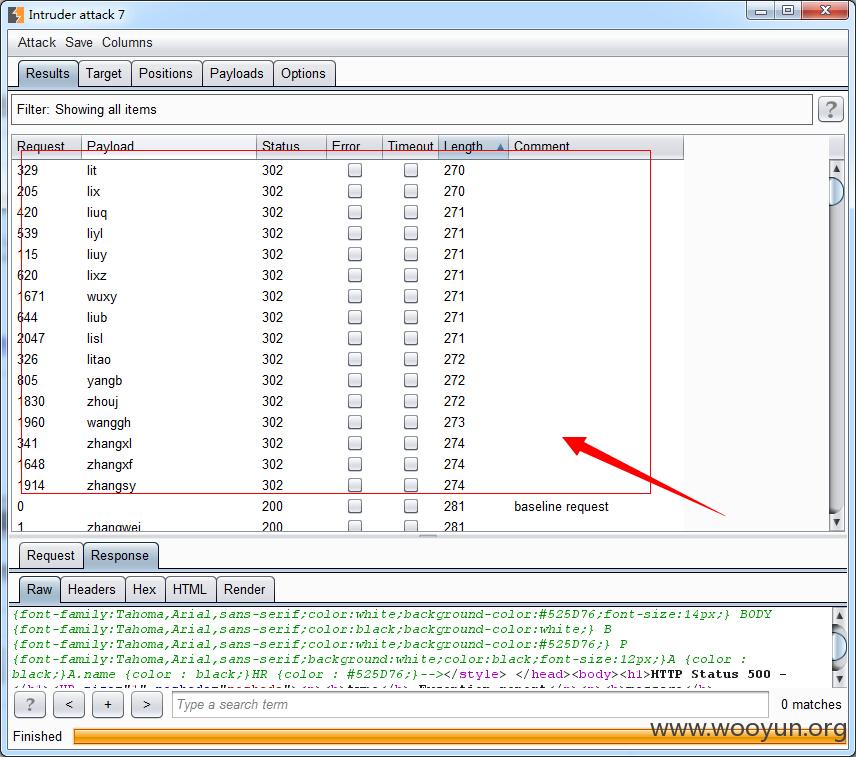 Intruder attack 7
Attack Save Columns
Results Target Positions Payloads Options
Filter: Showing all items ?
Request Payload Status Error Timeout Length Comment
329 lit 302 270
205 lix 302 270
420 liuq 302 271
539 liyl 302 271
115 liuy 302 271
620 lixz 302 271
1671 wuxy 302 271
644 liub 302 271
2047 lisl 302 271
326 litao 302 272
805 yangb 302 272
1830 zhouj 302 272
1960 wanggh 302 273
341 zhangxl 302 274
1648 zhangxf 302 274
1914 zhangsy 302 274
0 200 281 baseline request
1 zhangwei 200 281
Request Response
Raw Headers Hex HTML Render
{font-family:Tahoma,Arial,sans-serif;color:white;background-color:#525D76;font-size:14px;} BODY
{font-family:Tahoma,Arial,sans-serif;color:black;background-color:white;} B
{font-family:Tahoma,Arial,sans-serif;color:white;background-color:#525D76;} P
{font-family:Tahoma,Arial,sans-serif;background:white;color:black;font-size:12px;}A {color :
black;}A.name {color : black;}HR {color : #525D76;}--></style> </head><body><h1>HTTP Status 500 -
? < + > Type a search term 0 matches
Finished
www.wooyun.org